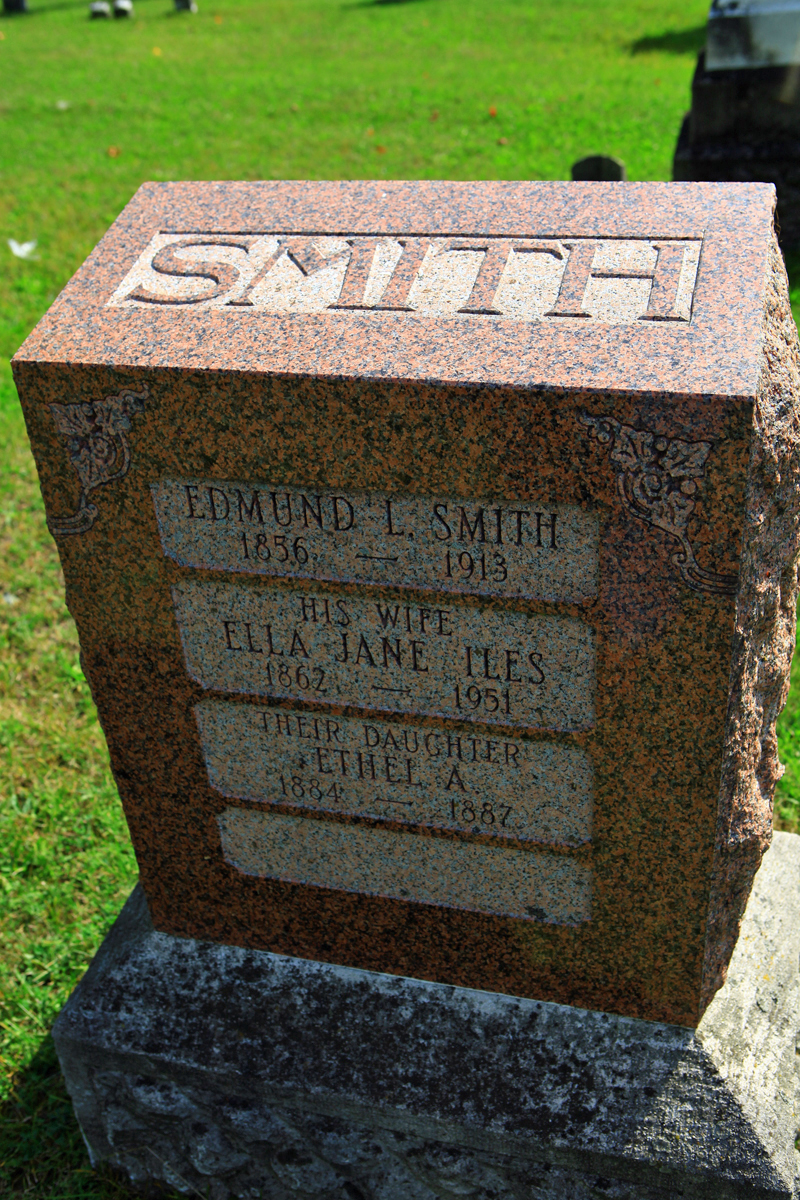 SMITH
EDMUND L. SMITH
1856 — 1913
HIS WIFE
ELLA JANE ILES
1862 — 1951
THEIR DAUGHTER
ETHEL A.
1884 — 1887